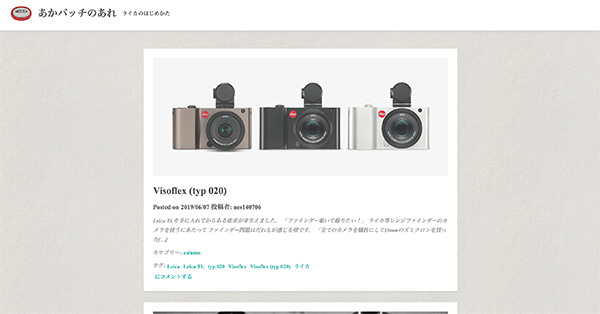 あかバッチのあれ ライカのはじめかた
Visoflex (typ 020)
Posted on 2019/06/07 投稿者: nes140706
Leica TLを手に入れてからある欲求が芽生えました。「ファインダー覗いて撮りたい！」 ライカ等レンジファインダーのカ
メラを使うにあたって ファインダー問題はだれもが感じる壁です。「全てのカメラを犠牲にして35mmのズミクロンを買っ
た[…]
カテゴリー: column
タグ: Leica Leica TL typ 020 Visoflex Visoflex (typ 020) ライカ
にコメントする